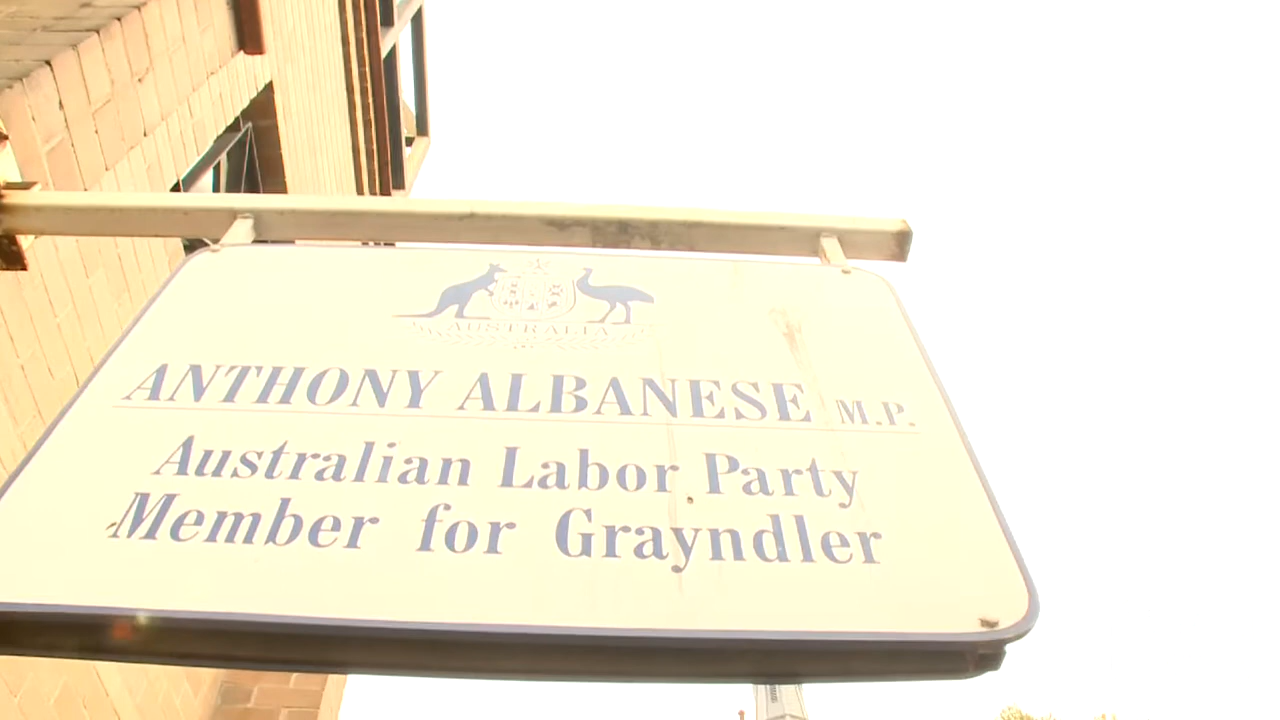 AUSTRALIA
ANTHONY ALBANESE M.P.
Australian Labor Party
Member for Grayndler